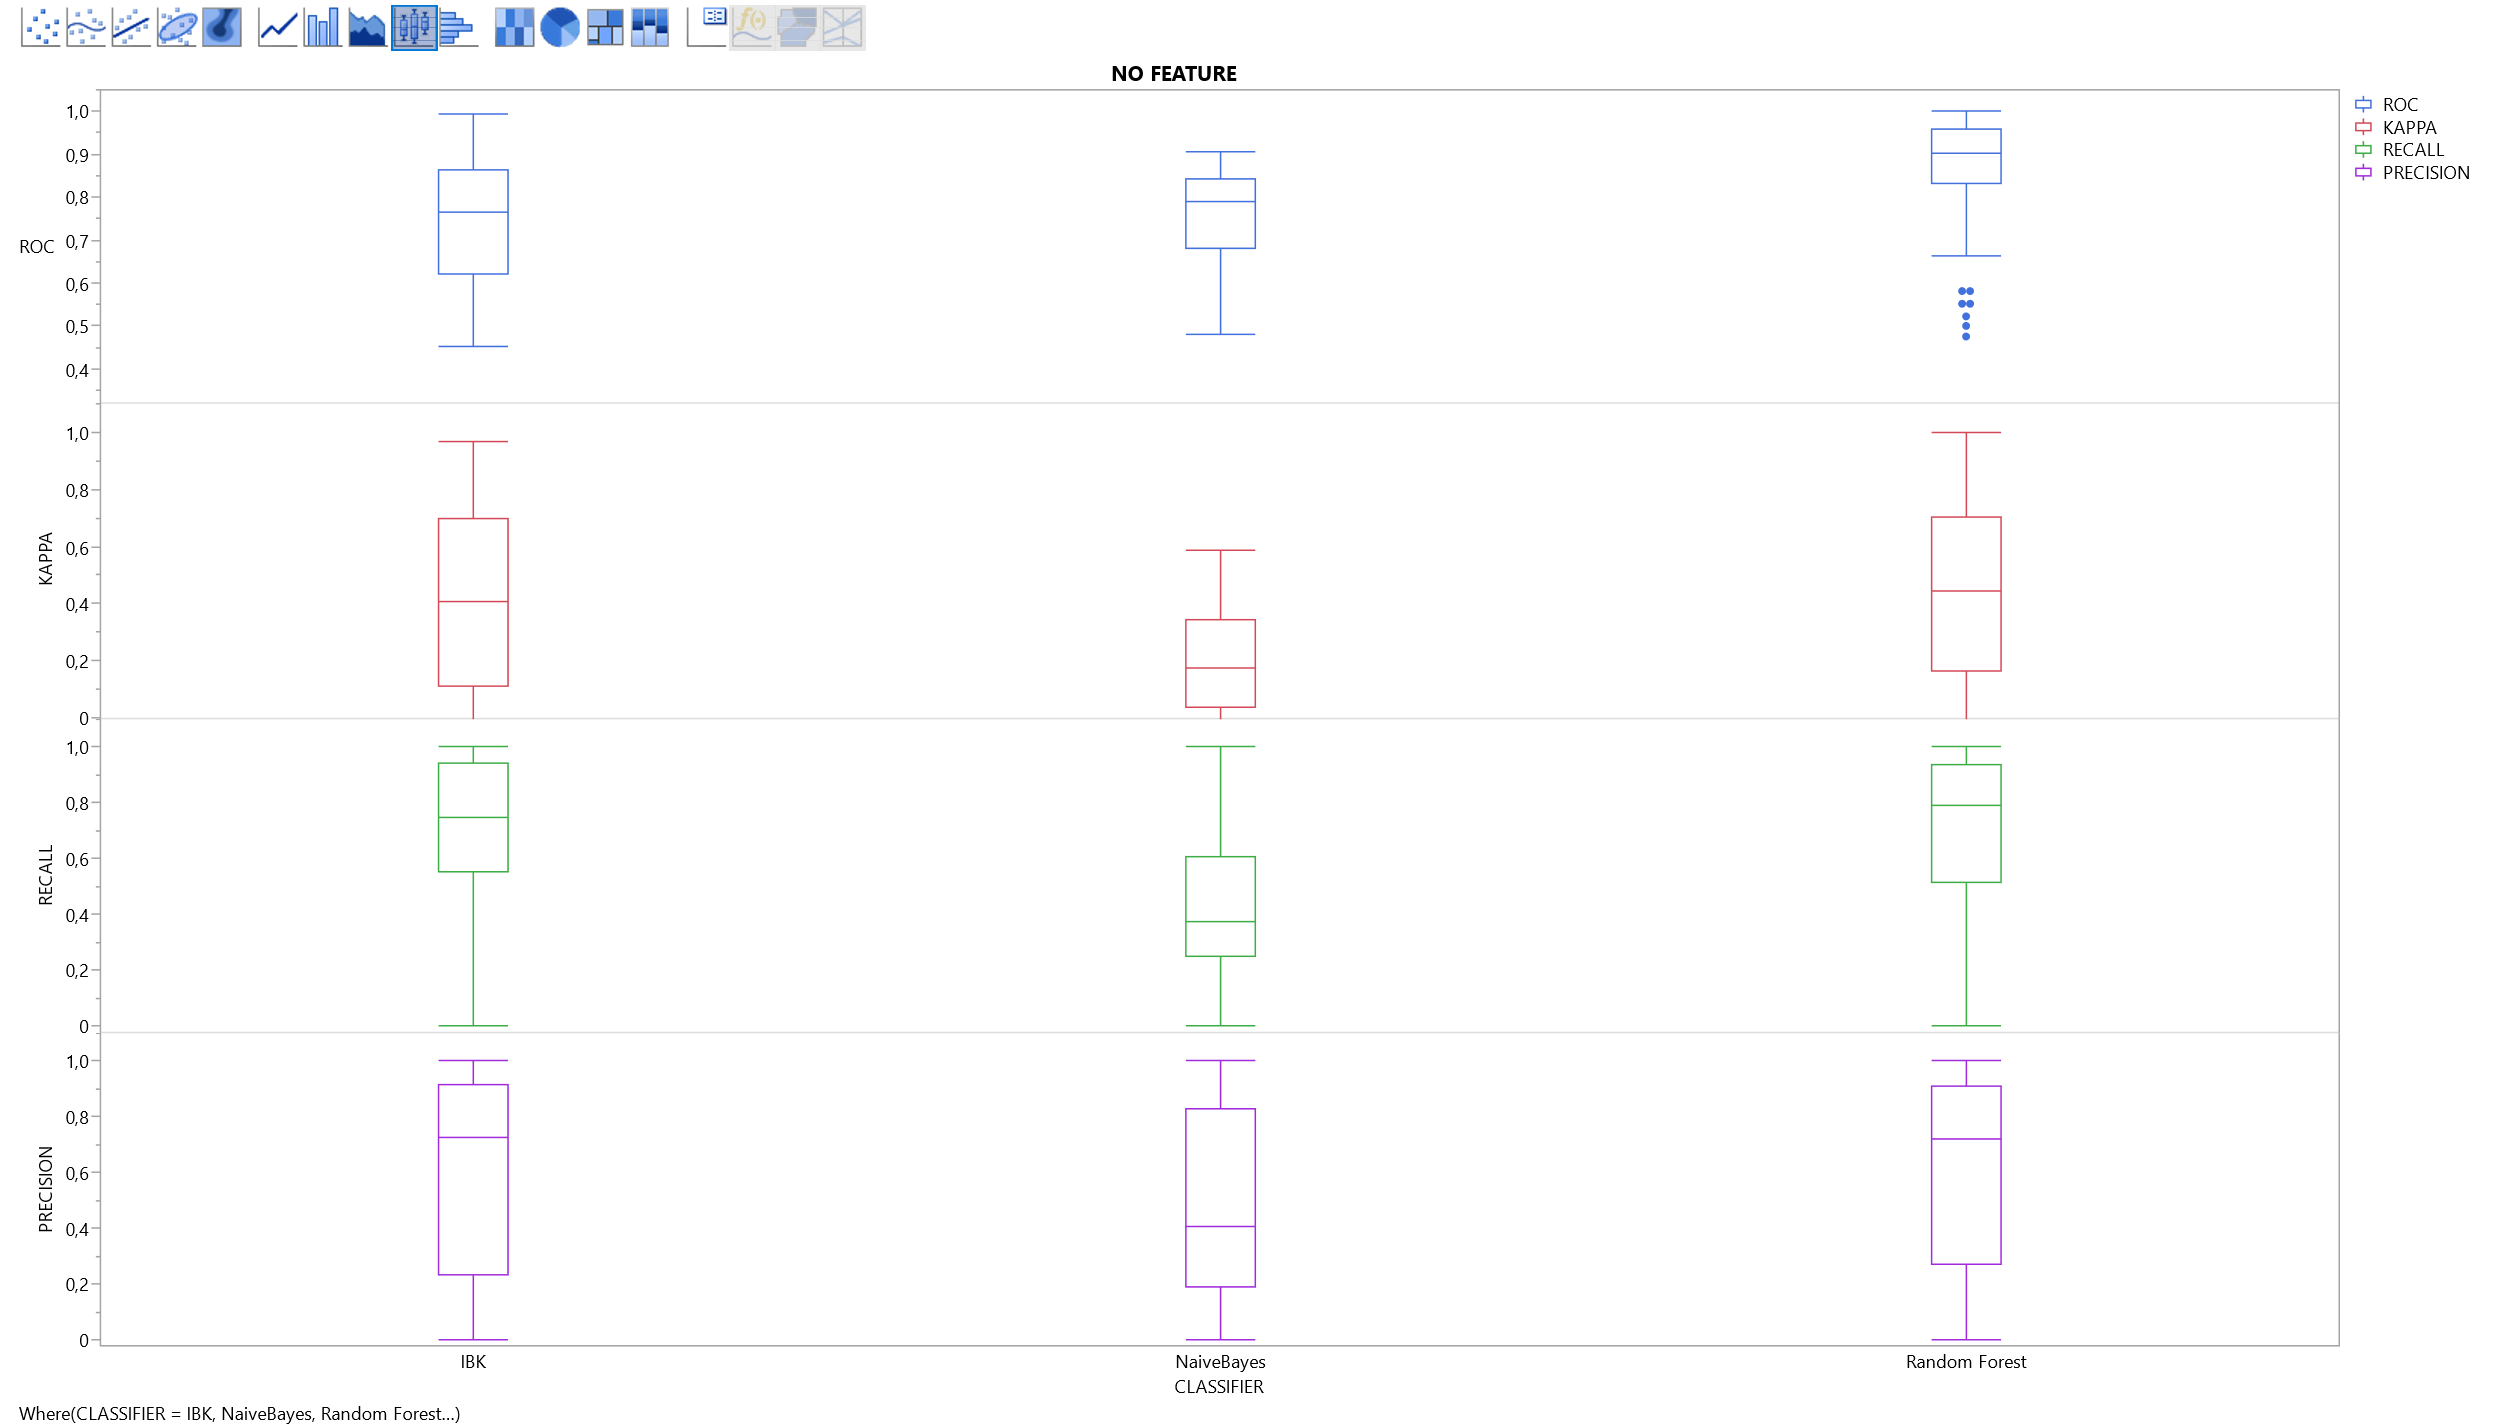 NO FEATURE
ROC
KAPPA
RECALL
PRECISION
ROC
1,0
0,9
0,8
0,7
0,6
0,5
0,4
KAPPA
1,0
0,8
0,6
0,4
0,2
0
RECALL
1,0
0,8
0,6
0,4
0,2
0
PRECISION
1,0
0,8
0,6
0,4
0,2
0
IBK
NaiveBayes
Random Forest
CLASSIFIER
Where(CLASSIFIER = IBK, NaiveBayes, Random Forest...)